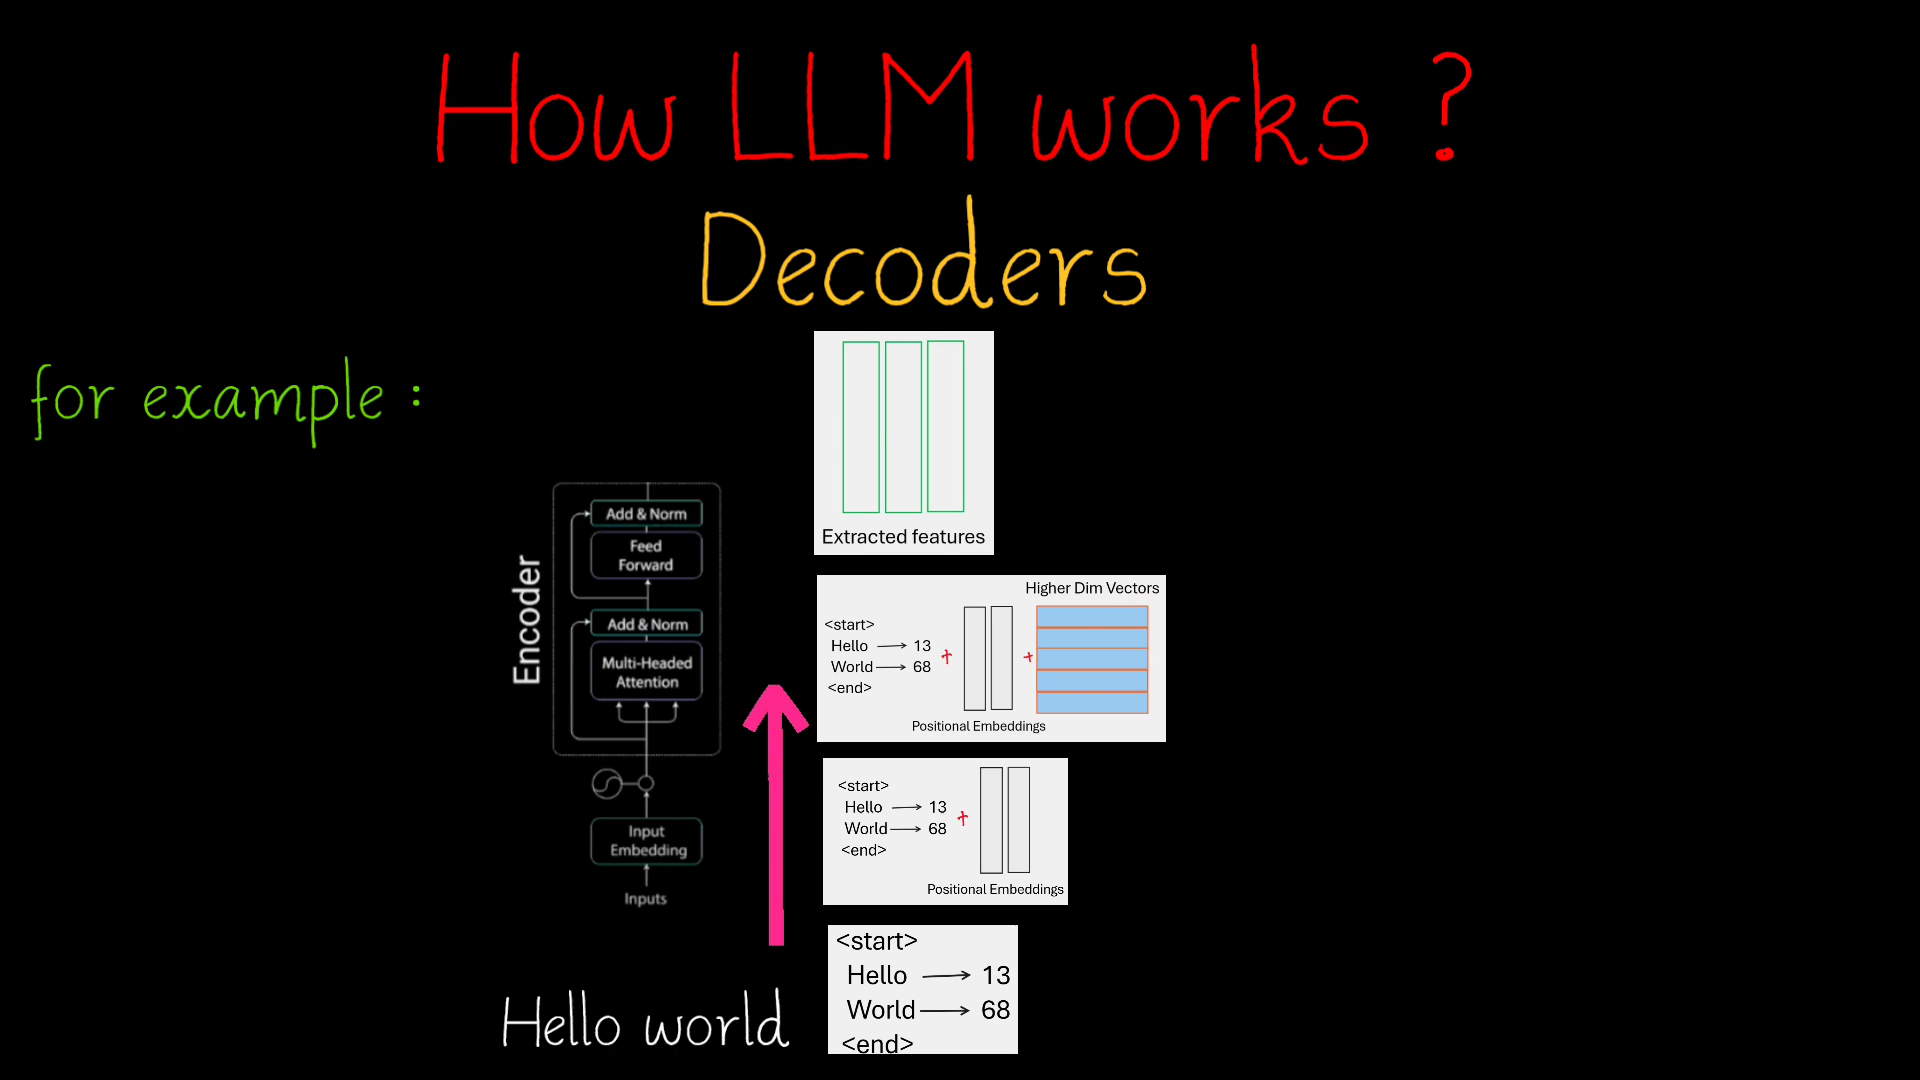 How LLM works ?
Decoders
for example :
Extracted features
Encoder
Add & Norm
Feed
Forward
Add & Norm
Multi-Headed
Attention
Input
Embedding
Inputs
Higher Dim Vectors
<start>
Hello → 13 +
World → 68 +
<end>
Positional Embeddings
<start>
Hello → 13
World → 68 +
<end>
Positional Embeddings
<start>
Hello → 13
World → 68
<end>
Hello world